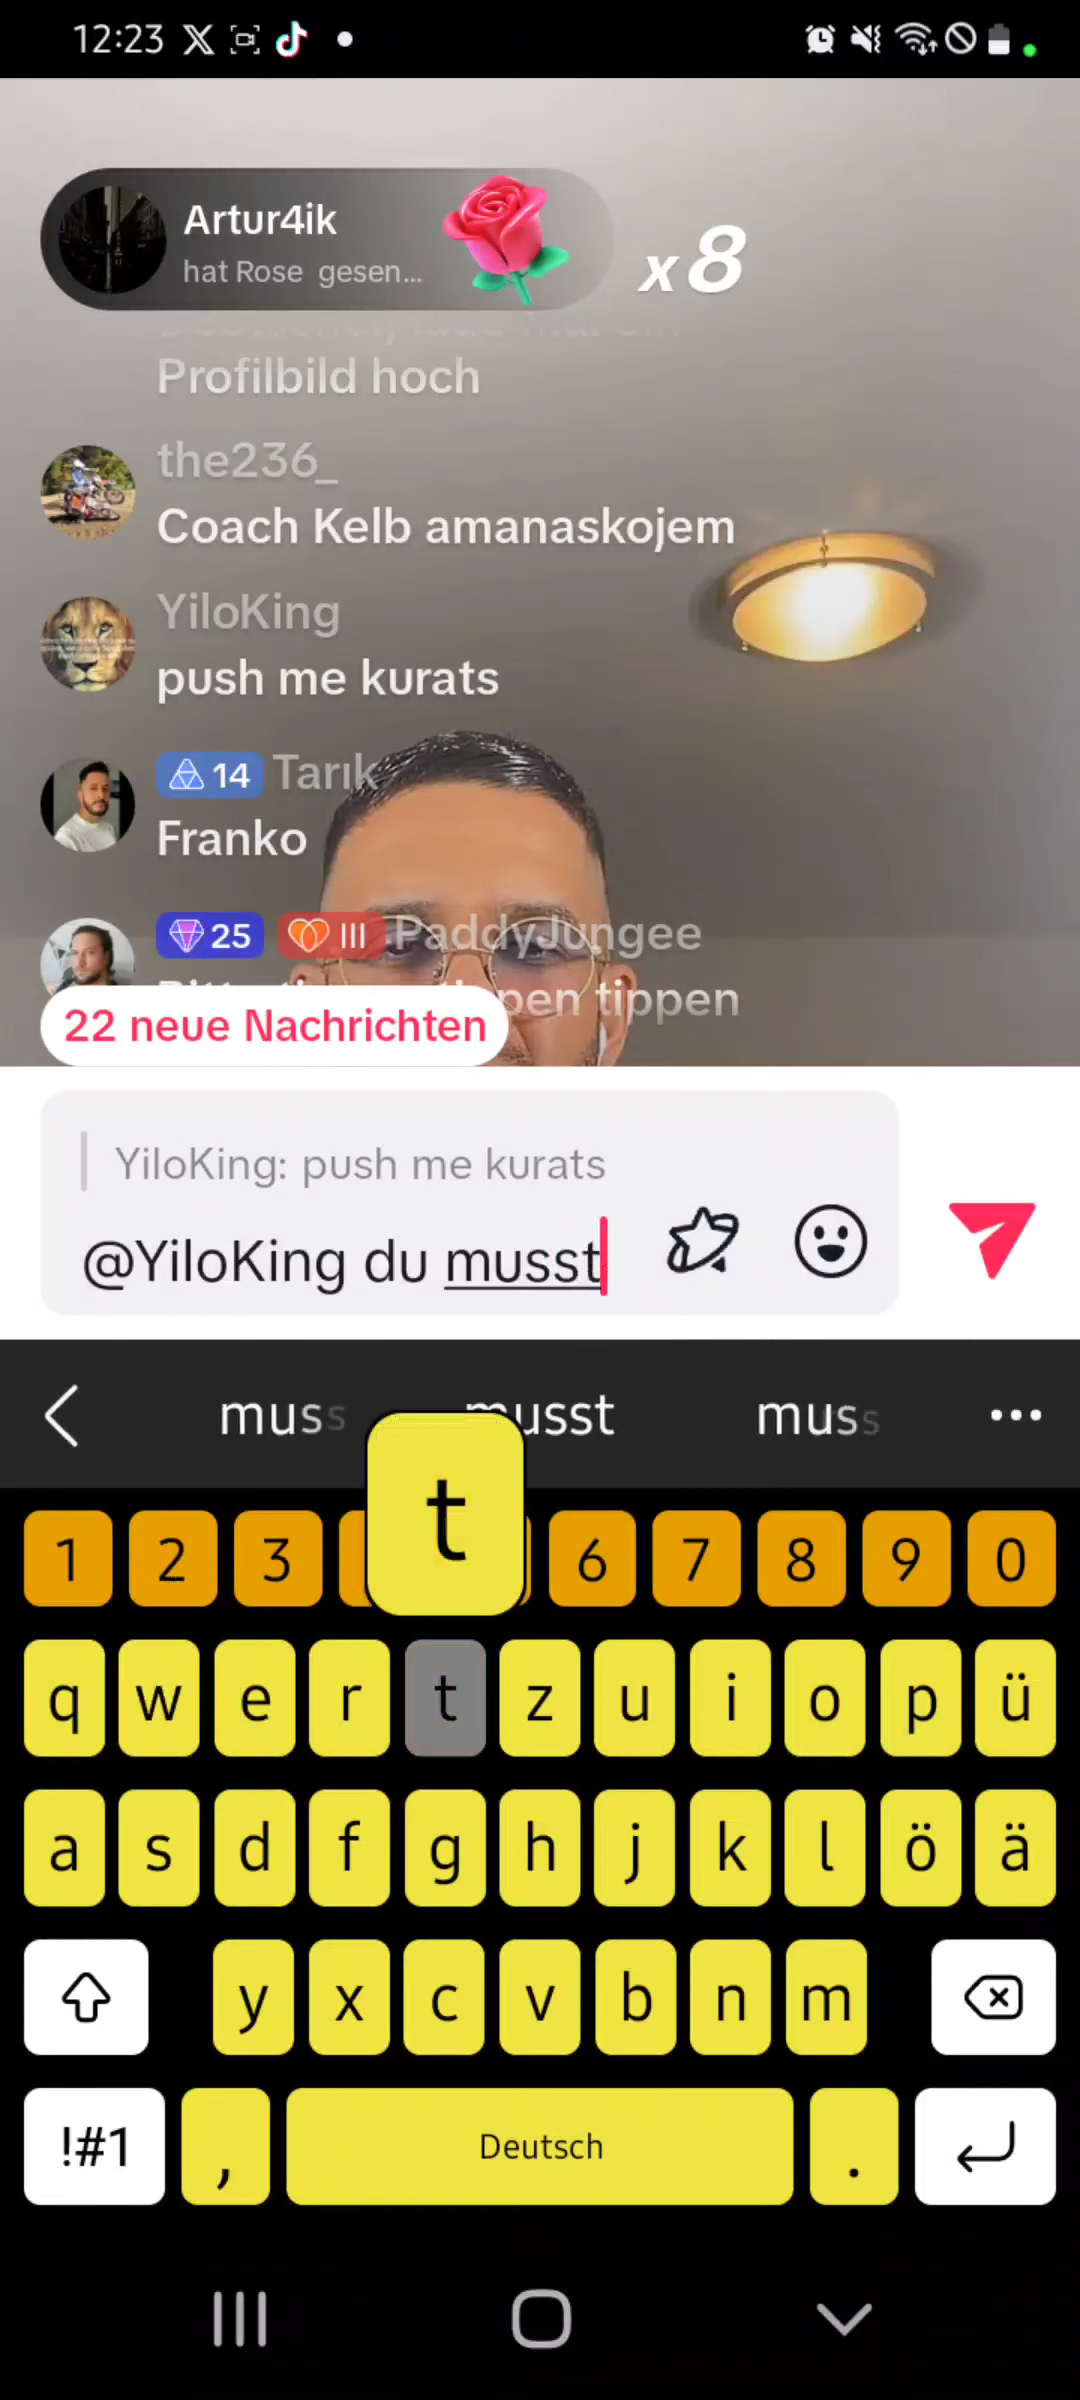 12:23
Artur4ik
hat Rose gesen...
x8
Profilbild hoch
the236_
Coach Kelb amanaskojem
YiloKing
push me kurats
14 Tarık
Franko
25 III PaddyJungee
tippen
22 neue Nachrichten
YiloKing: push me kurats
@YiloKing du musst
muss musst muss
t
1 2 3 6 7 8 9 0
q w e r t z u i o p ü
a s d f g h j k l ö ä
y x c v b n m
!#1 , Deutsch .